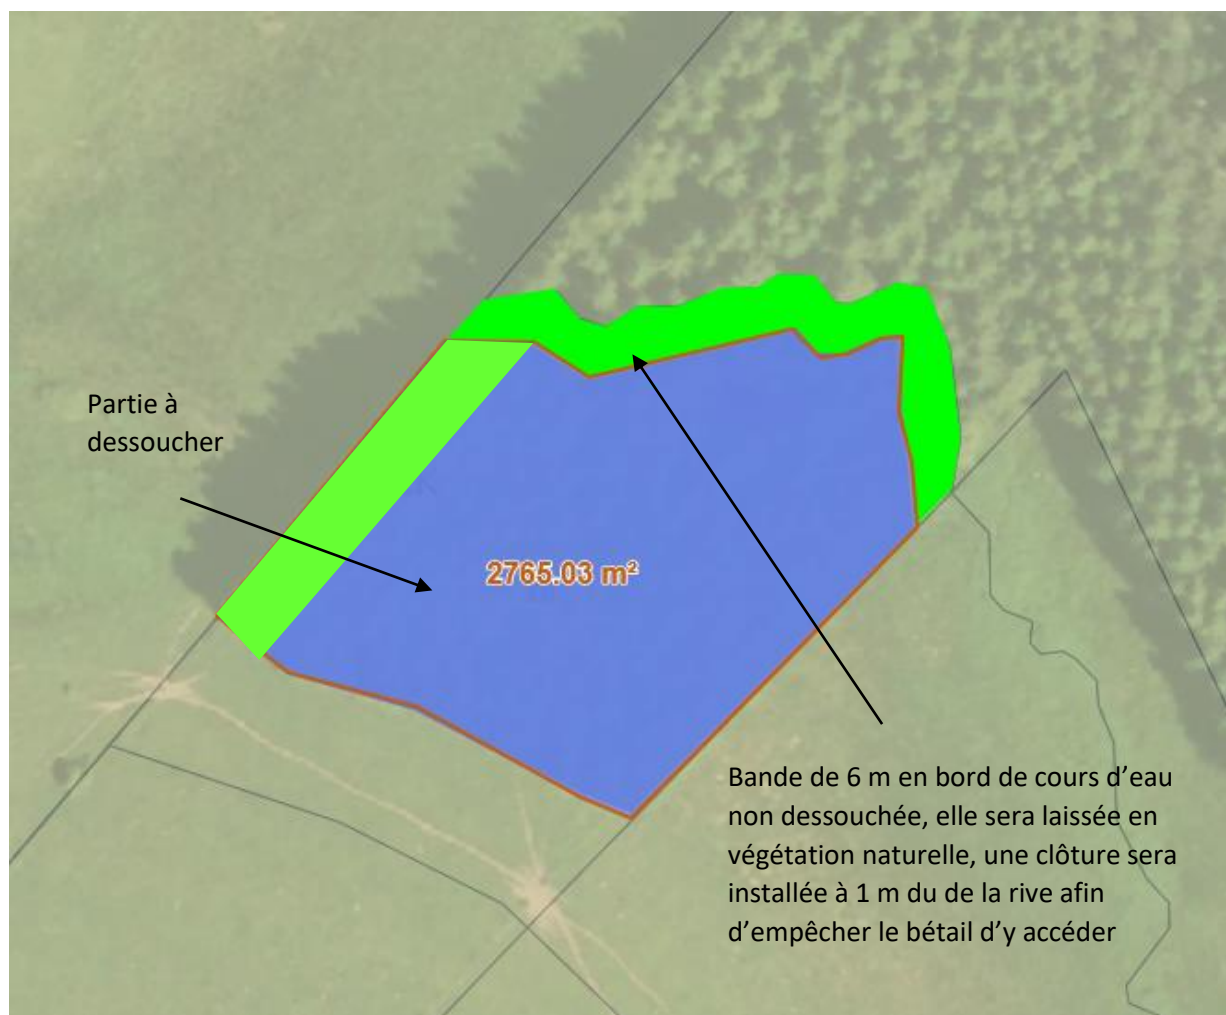 Partie à
dessoucher
2765.03 m²
Bande de 6 m en bord de cours d’eau
non dessouchée, elle sera laissée en
végétation naturelle, une clôture sera
installée à 1 m du de la rive afin
d’empêcher le bétail d’y accéder